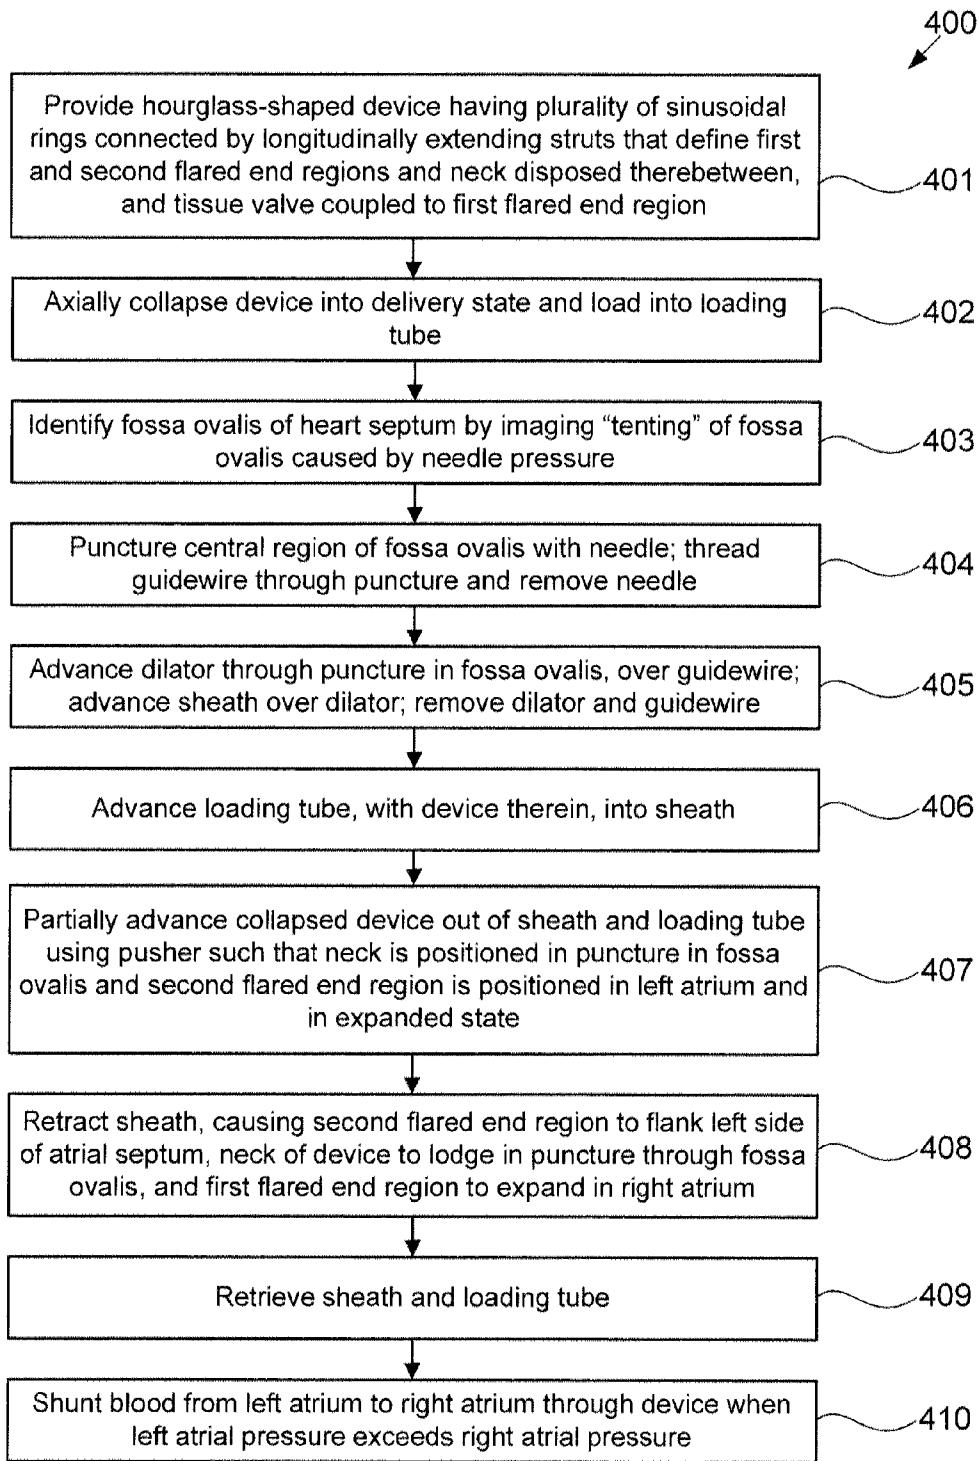 400
Provide hourglass-shaped device having plurality of sinusoidal
rings connected by longitudinally extending struts that define first
and second flared end regions and neck disposed therebetween,
and tissue valve coupled to first flared end region
401
Axially collapse device into delivery state and load into loading
tube
402
Identify fossa ovalis of heart septum by imaging “tenting” of fossa
ovalis caused by needle pressure
403
Puncture central region of fossa ovalis with needle; thread
guidewire through puncture and remove needle
404
Advance dilator through puncture in fossa ovalis, over guidewire;
advance sheath over dilator; remove dilator and guidewire
405
Advance loading tube, with device therein, into sheath
406
Partially advance collapsed device out of sheath and loading tube
using pusher such that neck is positioned in puncture in fossa
ovalis and second flared end region is positioned in left atrium and
in expanded state
407
Retract sheath, causing second flared end region to flank left side
of atrial septum, neck of device to lodge in puncture through fossa
ovalis, and first flared end region to expand in right atrium
408
Retrieve sheath and loading tube
409
Shunt blood from left atrium to right atrium through device when
left atrial pressure exceeds right atrial pressure
410